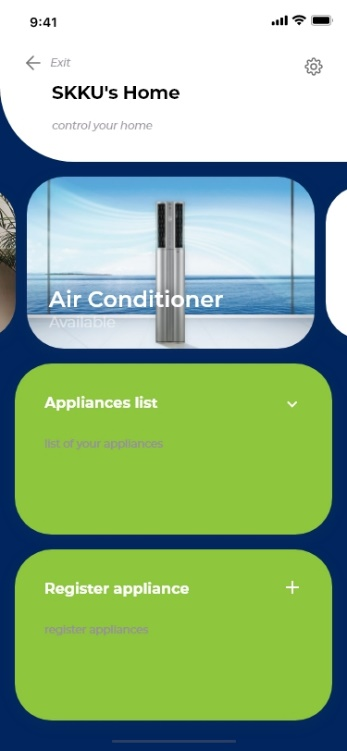 9:41
Exit
SKKU's Home
control your home
Air Conditioner
Available
Appliances list
list of your appliances
Register appliance
register appliances